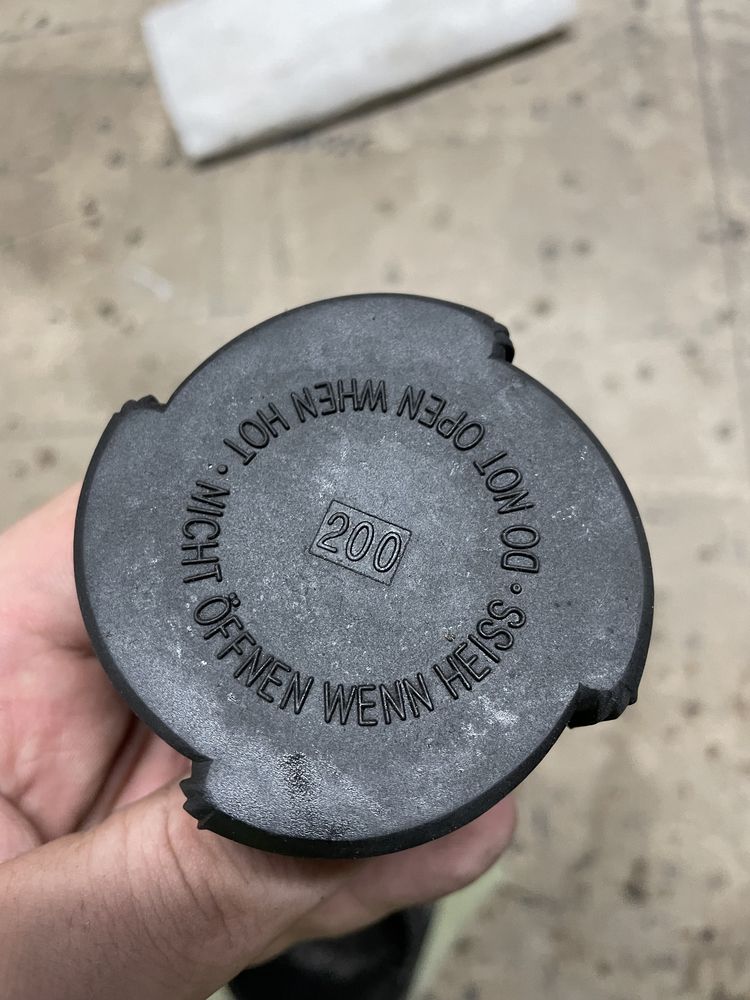 DO NOT OPEN WHEN HOT ·
NICHT ÖFFNEN WENN HEISS ·
200